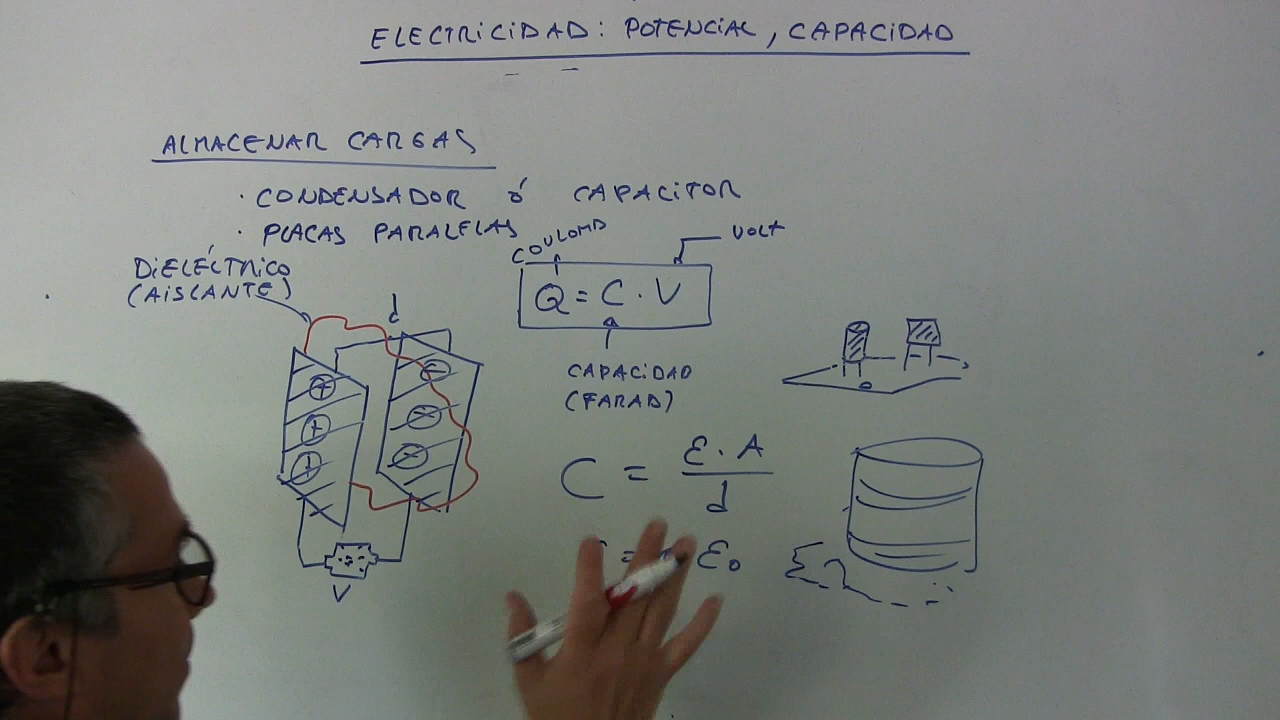 ELECTRICIDAD: POTENCIAL, CAPACIDAD
ALMACENAR CARGAS
· CONDENSADOR ó CAPACITOR
· PLACAS PARALELAS
COULOMB
VOLT
DIELÉCTRICO
(AISLANTE)
d
Q = C · V
CAPACIDAD
(FARAD)
+
+
+
-
-
-
C = ε · A / d
= ε₀
V